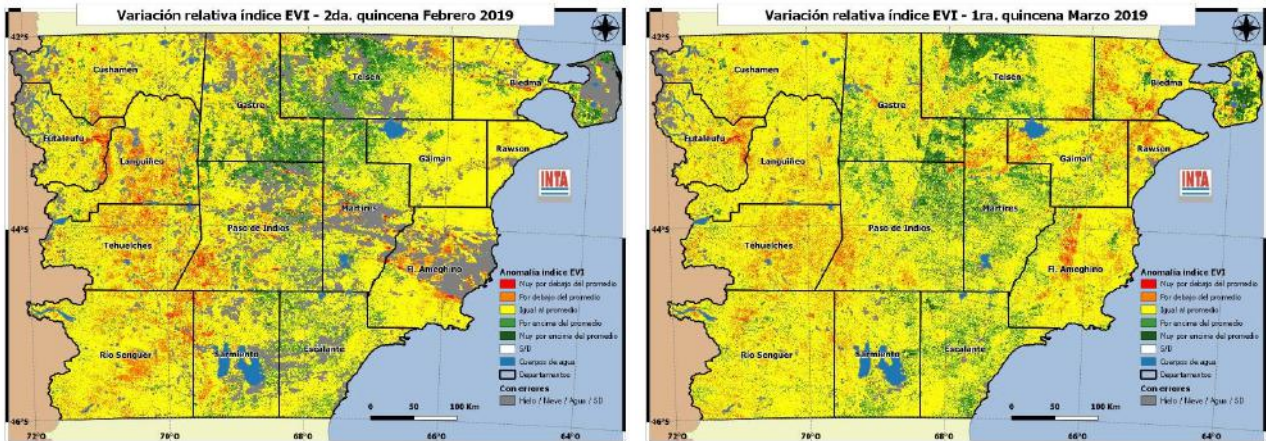 Variación relativa índice EVI - 2da. quincena Febrero 2019
42°S
Cushamen
Telsen
Biedma
Gastre
Futaleufú
Languiñeo
Gaiman
Rawson
INTA
Mártires
Paso de Indios
44°S
Tehuelches
Fl. Ameghino
Anomalía índice EVI
Muy por debajo del promedio
Por debajo del promedio
Igual al promedio
Por encima del promedio
Muy por encima del promedio
S/D
Cuerpos de agua
Departamentos
Con errores
Hielo / Nieve / Agua / SD
Río Senguer
Sarmiento
Escalante
0 50 100 Km
46°S
72°O 70°O 68°O 66°O 64°O
Variación relativa índice EVI - 1ra. quincena Marzo 2019
42°S
Cushamen
Telsen
Biedma
Gastre
Futaleufú
Languiñeo
Gaiman
Rawson
INTA
Mártires
Paso de Indios
44°S
Tehuelches
Fl. Ameghino
Anomalía índice EVI
Muy por debajo del promedio
Por debajo del promedio
Igual al promedio
Por encima del promedio
Muy por encima del promedio
S/D
Cuerpos de agua
Departamentos
Con errores
Hielo / Nieve / Agua / SD
Río Senguer
Sarmiento
Escalante
0 50 100 Km
46°S
72°O 70°O 68°O 66°O 64°O